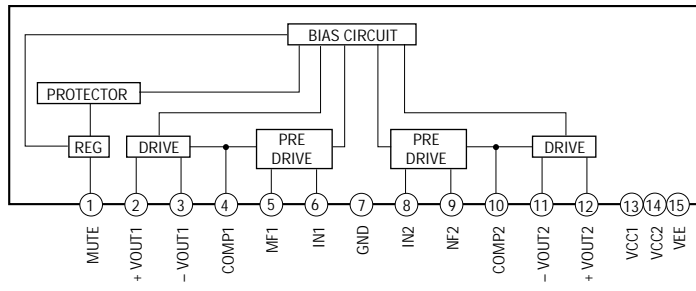 BIAS CIRCUIT
PROTECTOR
REG
DRIVE
PRE
DRIVE
PRE
DRIVE
DRIVE
1
2
3
4
5
6
7
8
9
10
11
12
13
14
15
MUTE
+ VOUT1
− VOUT1
COMP1
MF1
IN1
GND
IN2
NF2
COMP2
− VOUT2
+ VOUT2
VCC1
VCC2
VEE